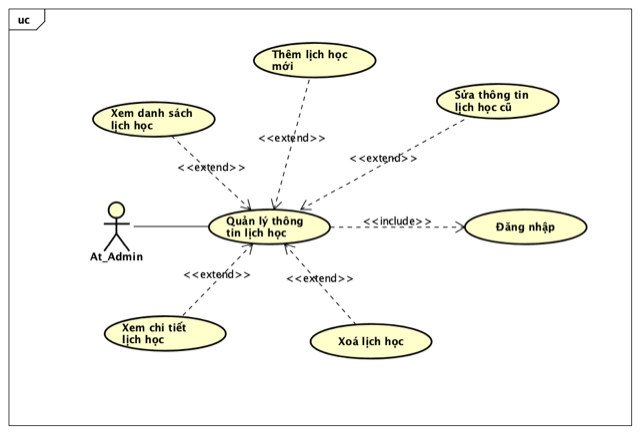 uc
Thêm lịch học
mới
Sửa thông tin
lịch học cũ
Xem danh sách
lịch học
<<extend>>
<<extend>>
<<extend>>
Quản lý thông
tin lịch học
<<include>>
Đăng nhập
At_Admin
<<extend>>
<<extend>>
Xem chi tiết
lịch học
Xoá lịch học